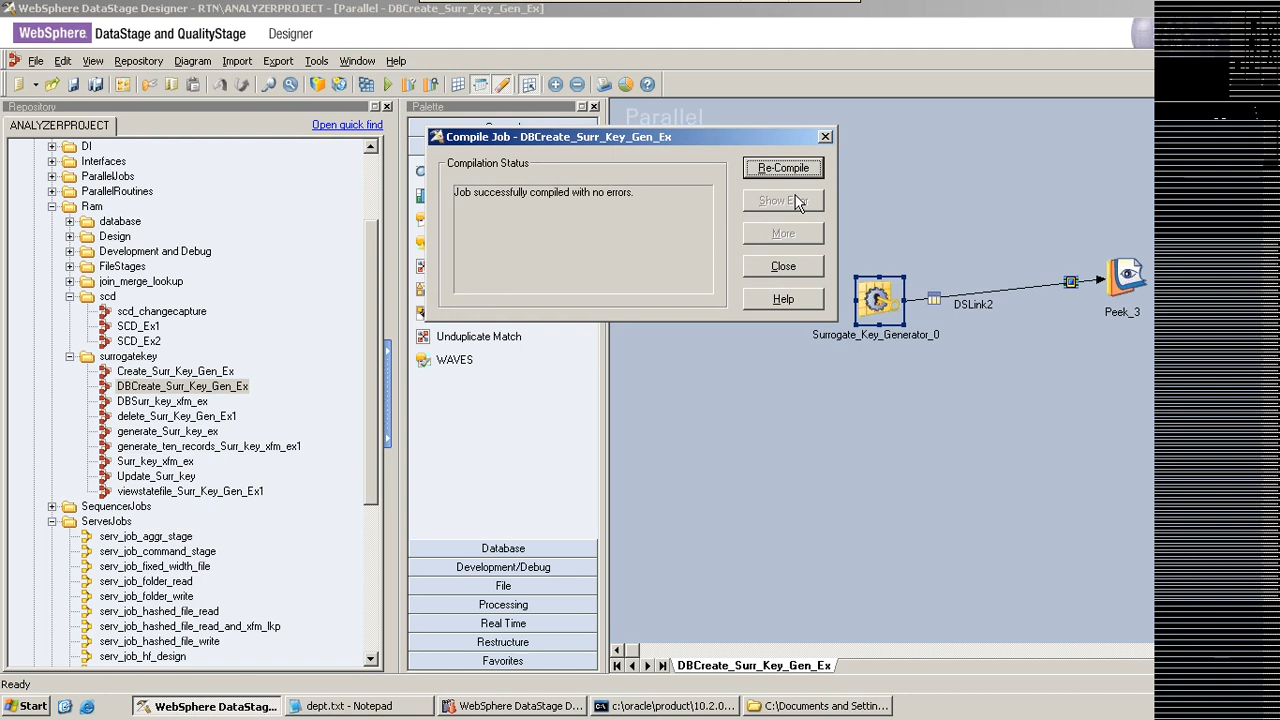 WebSphere DataStage Designer - RTN\ANALYZERPROJECT - [Parallel - DBCreate_Surr_Key_Gen_Ex]
WebSphere. DataStage and QualityStage Designer
File Edit View Repository Diagram Import Export Tools Window Help
Repository
Palette
ANALYZERPROJECT
Open quick find
Parallel
DI
Interfaces
ParallelJobs
ParallelRoutines
Ram
database
Design
Development and Debug
FileStages
join_merge_lookup
scd
scd_changecapture
SCD_Ex1
SCD_Ex2
surrogatekey
Create_Surr_Key_Gen_Ex
DBCreate_Surr_Key_Gen_Ex
DBSurr_key_xfm_ex
delete_Surr_Key_Gen_Ex1
generate_Surr_key_ex
generate_ten_records_Surr_key_xfm_ex1
Surr_key_xfm_ex
Update_Surr_key
viewstatefile_Surr_Key_Gen_Ex1
SequencerJobs
ServerJobs
serv_job_aggr_stage
serv_job_command_stage
serv_job_fixed_width_file
serv_job_folder_read
serv_job_folder_write
serv_job_hashed_file_read
serv_job_hashed_file_read_and_xfm_lkp
serv_job_hashed_file_write
serv_job_hf_design
Compile Job - DBCreate_Surr_Key_Gen_Ex
Compilation Status
Job successfully compiled with no errors.
Re-Compile
Show
More
Close
Help
Unduplicate Match
WAVES
Database
Development/Debug
File
Processing
Real Time
Restructure
Favorites
Surrogate_Key_Generator_0
DSLink2
Peek_3
DBCreate_Surr_Key_Gen_Ex
Ready
Start
WebSphere DataStag...
dept.txt - Notepad
WebSphere DataStage D...
c:\oracle\product\10.2.0...
C:\Documents and Settin...